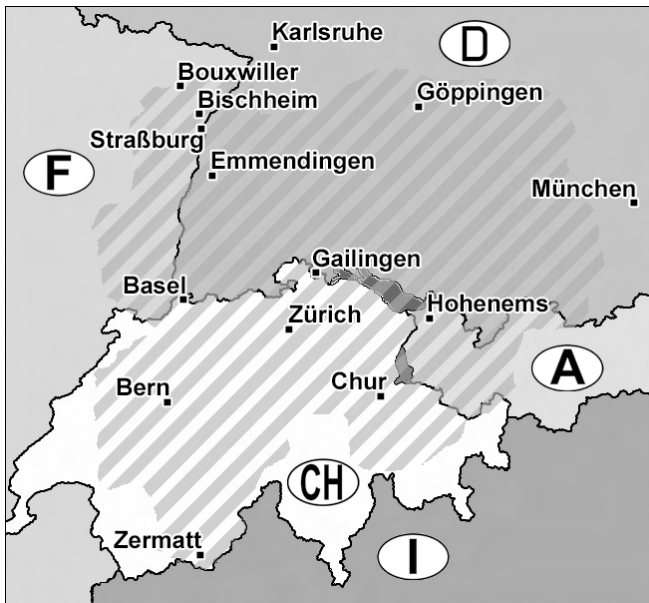 Karlsruhe
D
Bouxwiller
Bischheim
Göppingen
Straßburg
Emmendingen
F
München
Gailingen
Basel
Hohenems
Zürich
A
Bern
Chur
CH
Zermatt
I